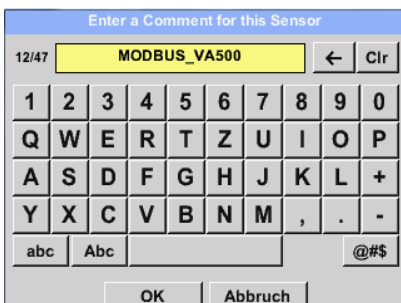 Enter a Comment for this Sensor
12/47 MODBUS_VA500 ← Clr
1 2 3 4 5 6 7 8 9 0
Q W E R T Z U I O P
A S D F G H J K L +
Y X C V B N M , . -
abc Abc @#$
OK Abbruch